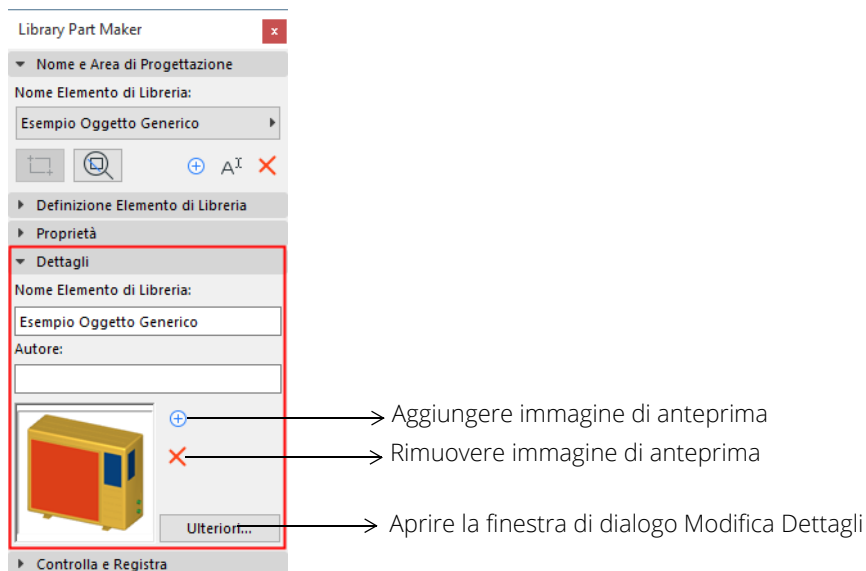 Library Part Maker
x
Nome e Area di Progettazione
Nome Elemento di Libreria:
Esempio Oggetto Generico
Definizione Elemento di Libreria
Proprietà
Dettagli
Nome Elemento di Libreria:
Esempio Oggetto Generico
Autore:
Aggiungere immagine di anteprima
Rimuovere immagine di anteprima
Ulteriori... Aprire la finestra di dialogo Modifica Dettagli
Controlla e Registra